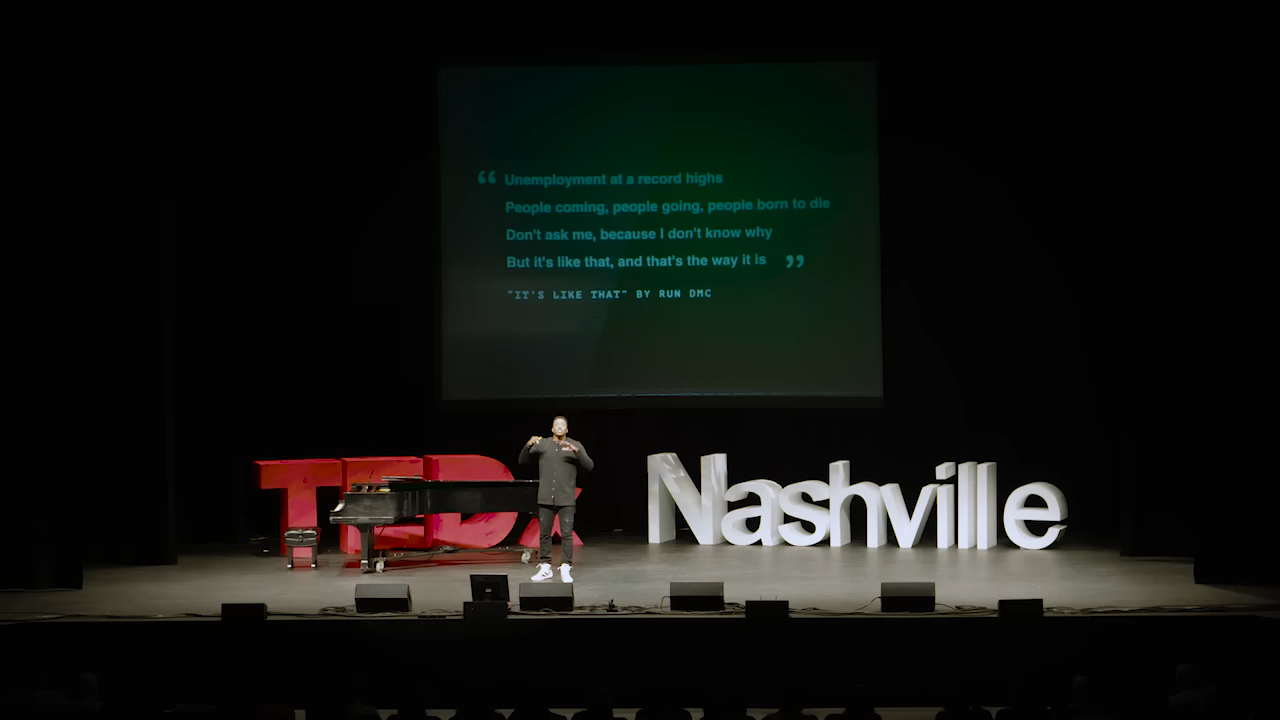 “ Unemployment at a record highs
People coming, people going, people born to die
Don't ask me, because I don't know why
But it's like that, and that's the way it is ”
"IT'S LIKE THAT" BY RUN DMC
TEDx Nashville